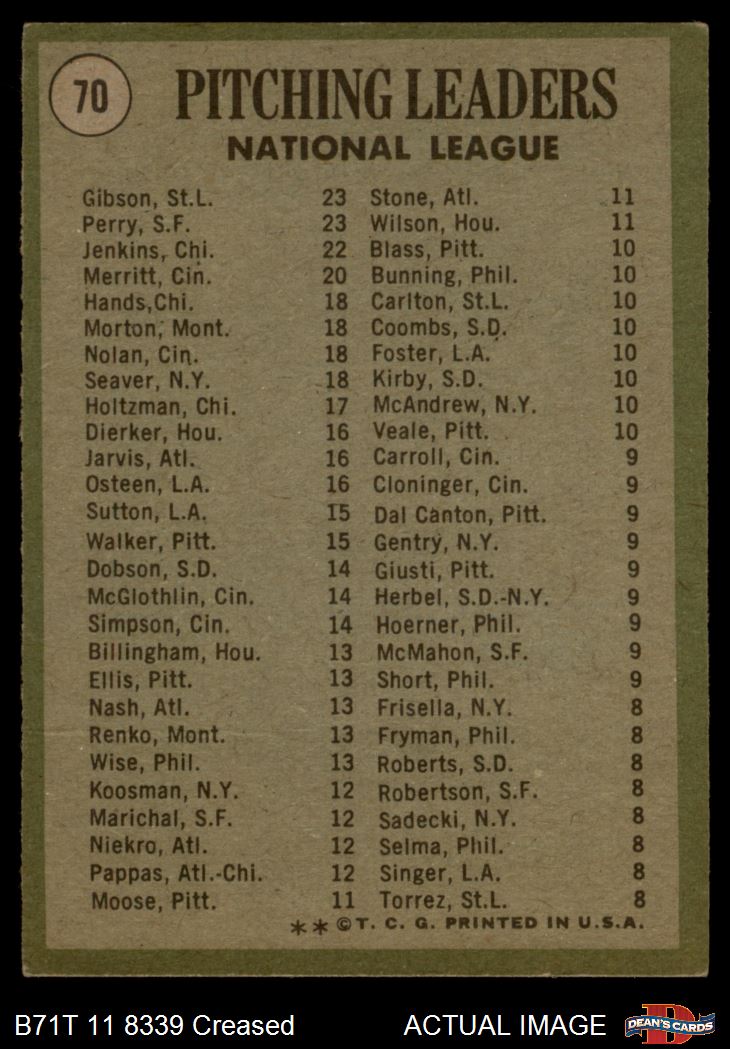 70
PITCHING LEADERS
NATIONAL LEAGUE
Gibson, St.L. 23 Stone, Atl. 11
Perry, S.F. 23 Wilson, Hou. 11
Jenkins, Chi. 22 Blass, Pitt. 10
Merritt, Cin. 20 Bunning, Phil. 10
Hands,Chi. 18 Carlton, St.L. 10
Morton, Mont. 18 Coombs, S.D. 10
Nolan, Cin. 18 Foster, L.A. 10
Seaver, N.Y. 18 Kirby, S.D. 10
Holtzman, Chi. 17 McAndrew, N.Y. 10
Dierker, Hou. 16 Veale, Pitt. 10
Jarvis, Atl. 16 Carroll, Cin. 9
Osteen, L.A. 16 Cloninger, Cin. 9
Sutton, L.A. 15 Dal Canton, Pitt. 9
Walker, Pitt. 15 Gentry, N.Y. 9
Dobson, S.D. 14 Giusti, Pitt. 9
McGlothlin, Cin. 14 Herbel, S.D.-N.Y. 9
Simpson, Cin. 14 Hoerner, Phil. 9
Billingham, Hou. 13 McMahon, S.F. 9
Ellis, Pitt. 13 Short, Phil. 9
Nash, Atl. 13 Frisella, N.Y. 8
Renko, Mont. 13 Fryman, Phil. 8
Wise, Phil. 13 Roberts, S.D. 8
Koosman, N.Y. 12 Robertson, S.F. 8
Marichal, S.F. 12 Sadecki, N.Y. 8
Niekro, Atl. 12 Selma, Phil. 8
Pappas, Atl.-Chi. 12 Singer, L.A. 8
Moose, Pitt. 11 Torrez, St.L. 8
**©T. C. G. PRINTED IN U.S.A.
B71T 11 8339 Creased ACTUAL IMAGE DEAN'S CARDS